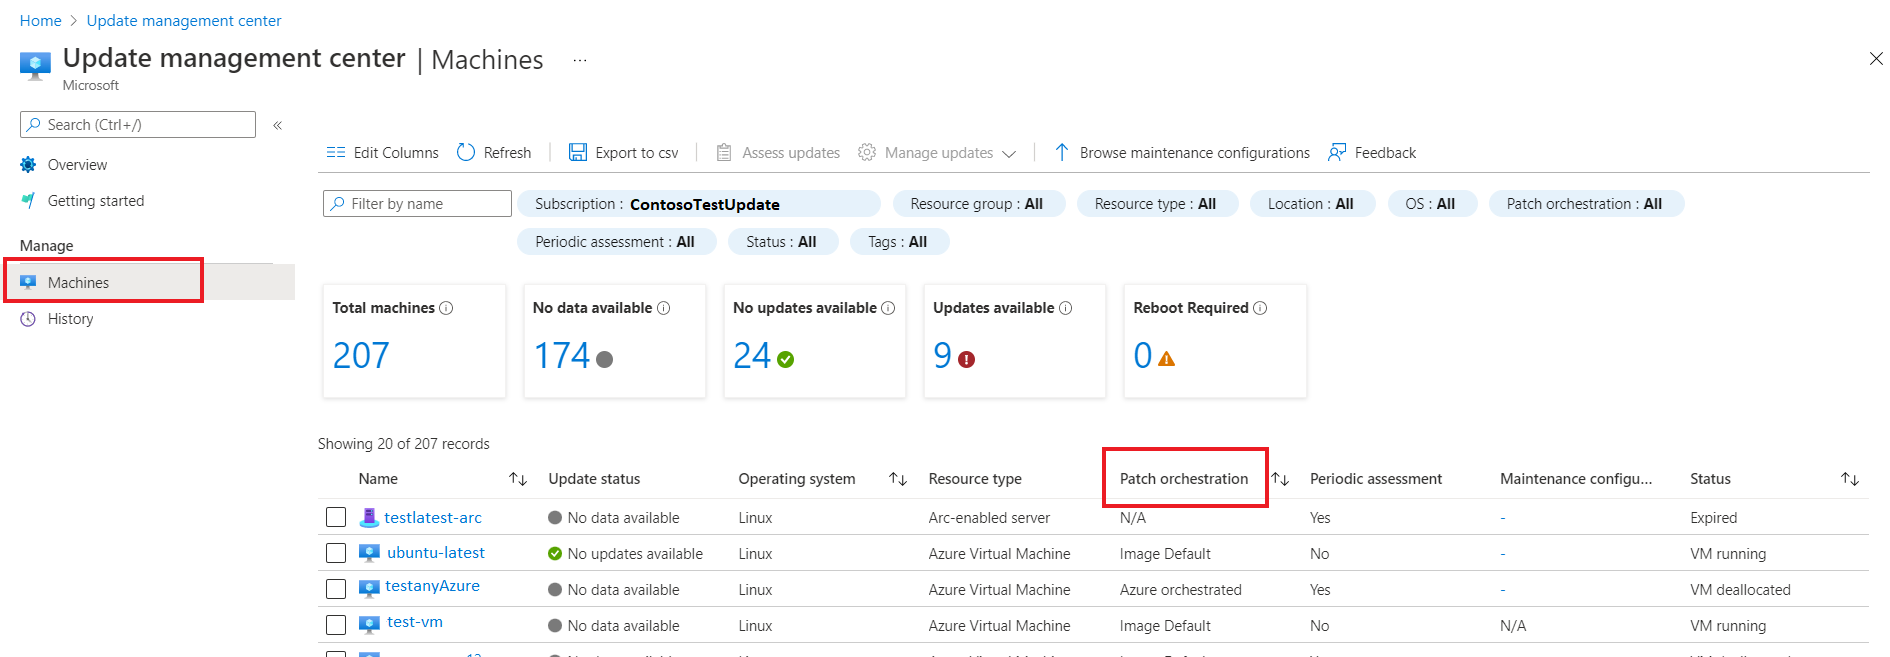 Home > Update management center
Update management center | Machines ...
Microsoft
Search (Ctrl+/) «
Overview
Getting started
Manage
Machines
History
Edit Columns Refresh Export to csv Assess updates Manage updates Browse maintenance configurations Feedback
Filter by name Subscription : ContosoTestUpdate Resource group : All Resource type : All Location : All OS : All Patch orchestration : All
Periodic assessment : All Status : All Tags : All
Total machines No data available No updates available Updates available Reboot Required
207 174 24 9 0
Showing 20 of 207 records
Name Update status Operating system Resource type Patch orchestration Periodic assessment Maintenance configu... Status
testlatest-arc No data available Linux Arc-enabled server N/A Yes - Expired
ubuntu-latest No updates available Linux Azure Virtual Machine Image Default No - VM running
testanyAzure No data available Linux Azure Virtual Machine Azure orchestrated Yes - VM deallocated
test-vm No data available Linux Azure Virtual Machine Image Default No N/A VM running